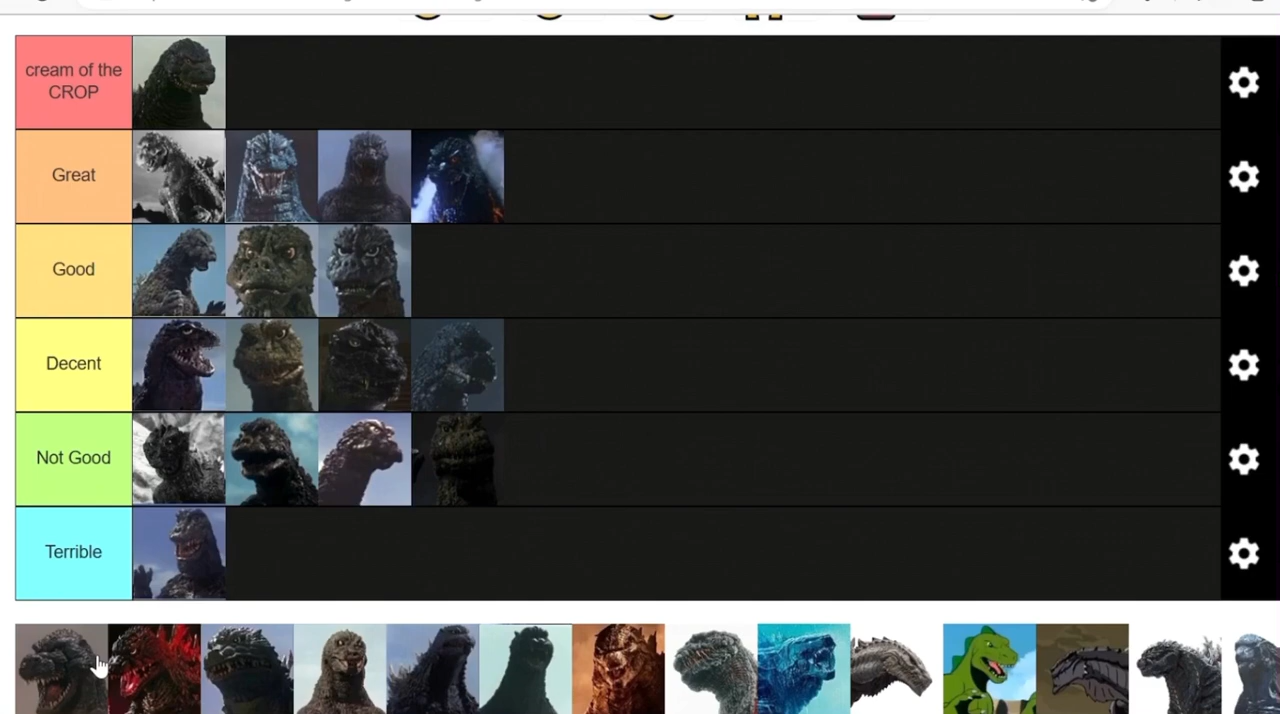 cream of the
CROP
Great
Good
Decent
Not Good
Terrible